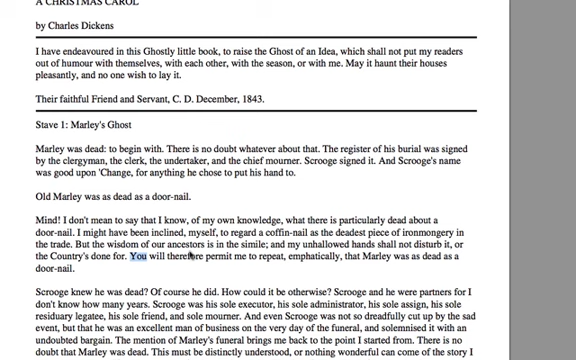 A CHRISTMAS CAROL
by Charles Dickens
I have endeavoured in this Ghostly little book, to raise the Ghost of an Idea, which shall not put my readers
out of humour with themselves, with each other, with the season, or with me. May it haunt their houses
pleasantly, and no one wish to lay it.
Their faithful Friend and Servant, C. D. December, 1843.
Stave 1: Marley's Ghost
Marley was dead: to begin with. There is no doubt whatever about that. The register of his burial was signed
by the clergyman, the clerk, the undertaker, and the chief mourner. Scrooge signed it. And Scrooge's name
was good upon 'Change, for anything he chose to put his hand to.
Old Marley was as dead as a door-nail.
Mind! I don't mean to say that I know, of my own knowledge, what there is particularly dead about a
door-nail. I might have been inclined, myself, to regard a coffin-nail as the deadest piece of ironmongery in
the trade. But the wisdom of our ancestors is in the simile; and my unhallowed hands shall not disturb it, or
the Country's done for. You will therefore permit me to repeat, emphatically, that Marley was as dead as a
door-nail.
Scrooge knew he was dead? Of course he did. How could it be otherwise? Scrooge and he were partners for I
don't know how many years. Scrooge was his sole executor, his sole administrator, his sole assign, his sole
residuary legatee, his sole friend, and sole mourner. And even Scrooge was not so dreadfully cut up by the sad
event, but that he was an excellent man of business on the very day of the funeral, and solemnised it with an
undoubted bargain. The mention of Marley's funeral brings me back to the point I started from. There is no
doubt that Marley was dead. This must be distinctly understood, or nothing wonderful can come of the story I